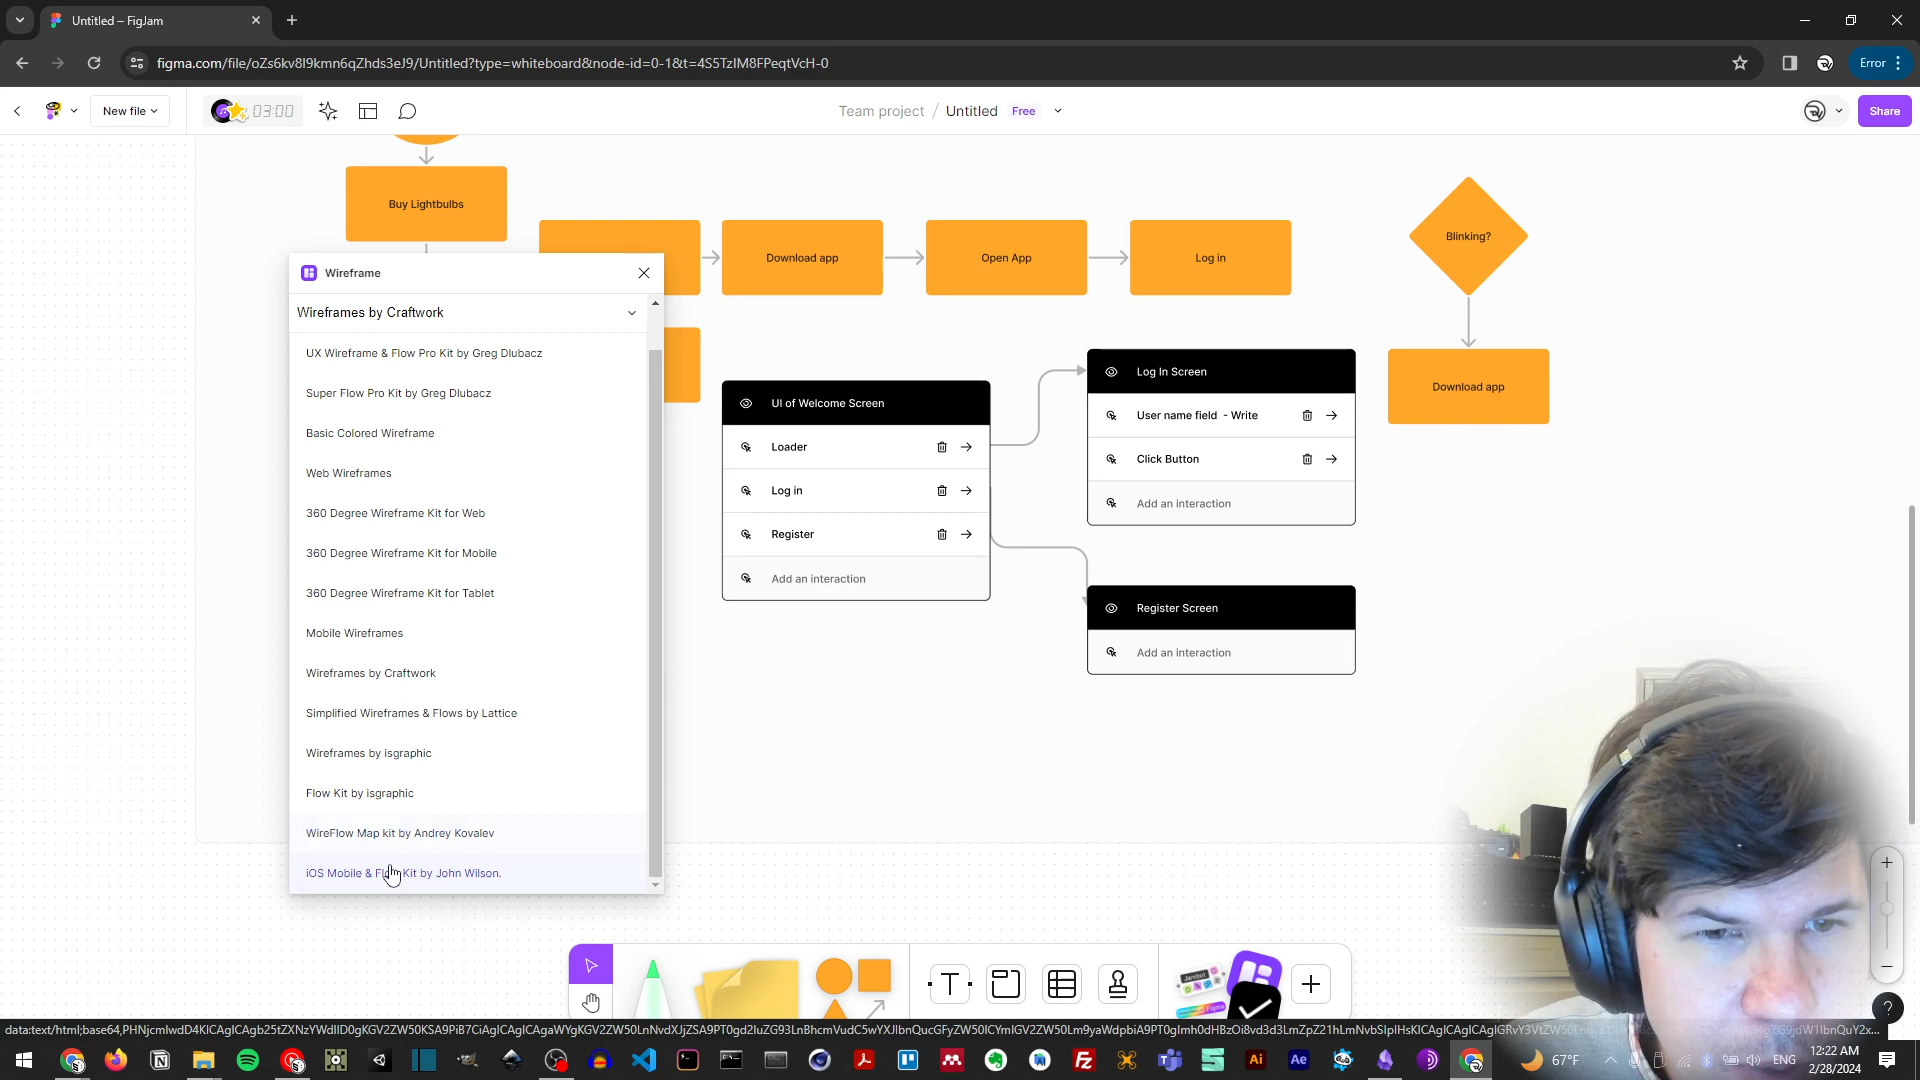 Untitled – FigJam
figma.com/file/oZs6kv8I9kmn6qZhds3eJ9/Untitled?type=whiteboard&node-id=0-1&t=4S5TzIM8FPeqtVcH-0
Error
New file
03:00
Team project / Untitled Free
Share
Buy Lightbulbs
Download app
Open App
Log in
Blinking?
Download app
Wireframe
Wireframes by Craftwork
UX Wireframe & Flow Pro Kit by Greg Dlubacz
Super Flow Pro Kit by Greg Dlubacz
Basic Colored Wireframe
Web Wireframes
360 Degree Wireframe Kit for Web
360 Degree Wireframe Kit for Mobile
360 Degree Wireframe Kit for Tablet
Mobile Wireframes
Wireframes by Craftwork
Simplified Wireframes & Flows by Lattice
Wireframes by isgraphic
Flow Kit by isgraphic
WireFlow Map kit by Andrey Kovalev
iOS Mobile & Kit by John Wilson.
UI of Welcome Screen
Loader
Log in
Register
Add an interaction
Log In Screen
User name field - Write
Click Button
Add an interaction
Register Screen
Add an interaction
T
Jambot
?
67°F
ENG
12:22 AM
2/28/2024